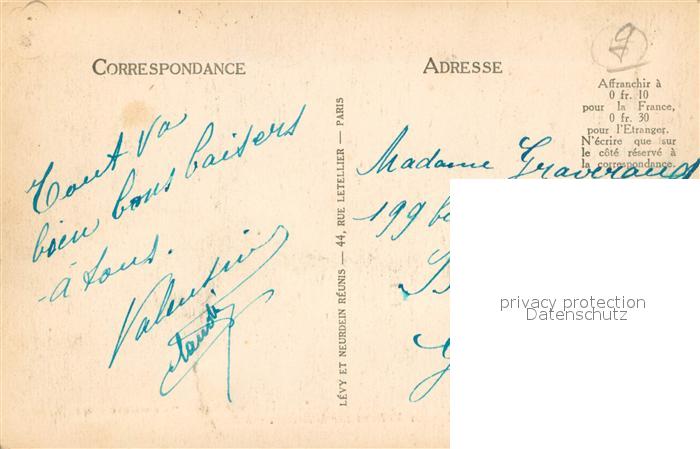 CORRESPONDANCE
Tout va
bien bons baisers
à tous.
Valentin
LÉVY ET NEURDEIN RÉUNIS — 44, RUE LETELLIER — PARIS
ADRESSE
Affranchir à
0 fr. 10
pour la France,
0 fr. 30
pour l'Etranger.
N'écrire que sur
le côté réservé à
la correspondance.
Madame Graveraud
199
privacy protection
Datenschutz